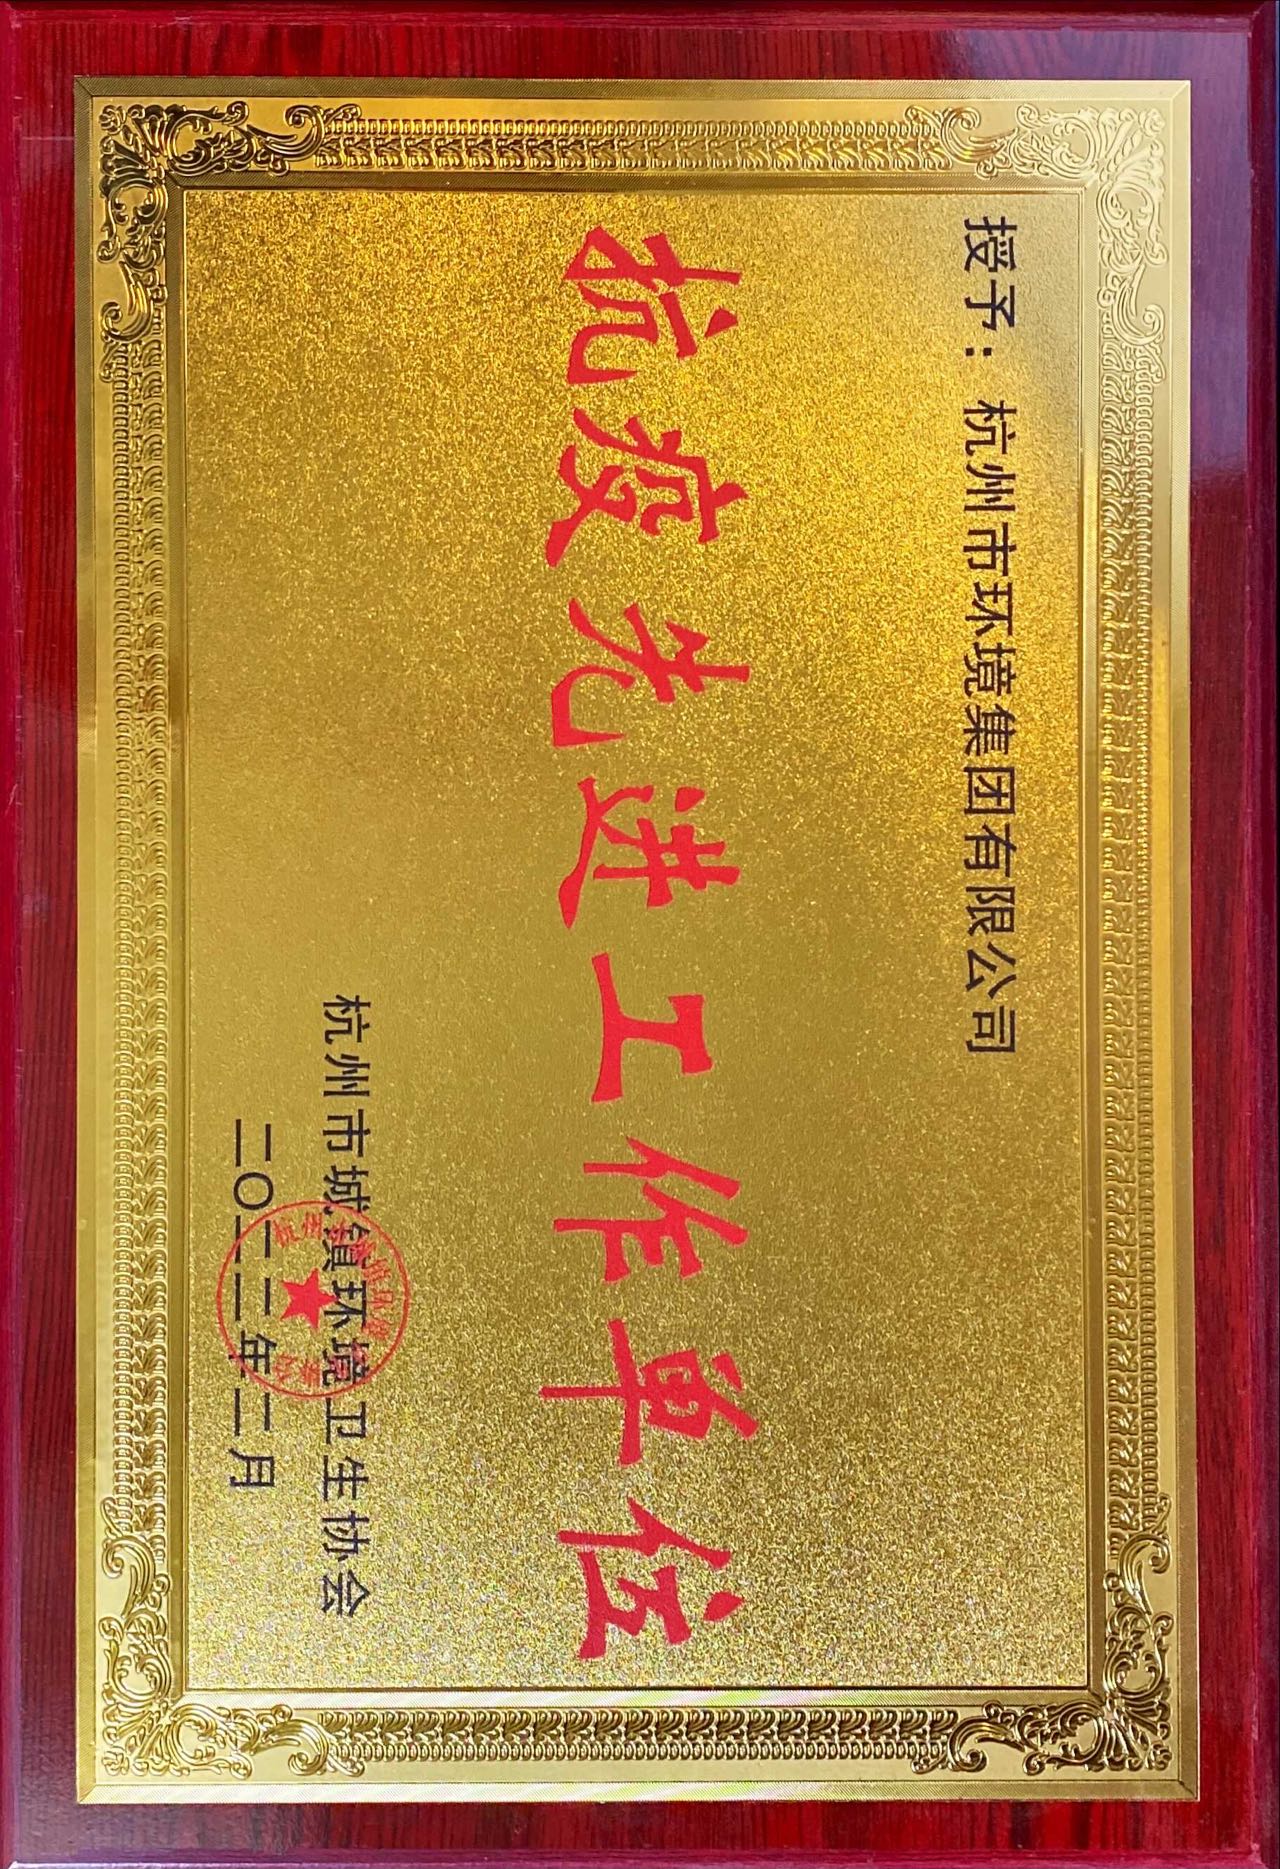 授予：杭州市环境集团有限公司
抗疫先进工作单位
杭州市城镇环境卫生协会
二〇二二年二月